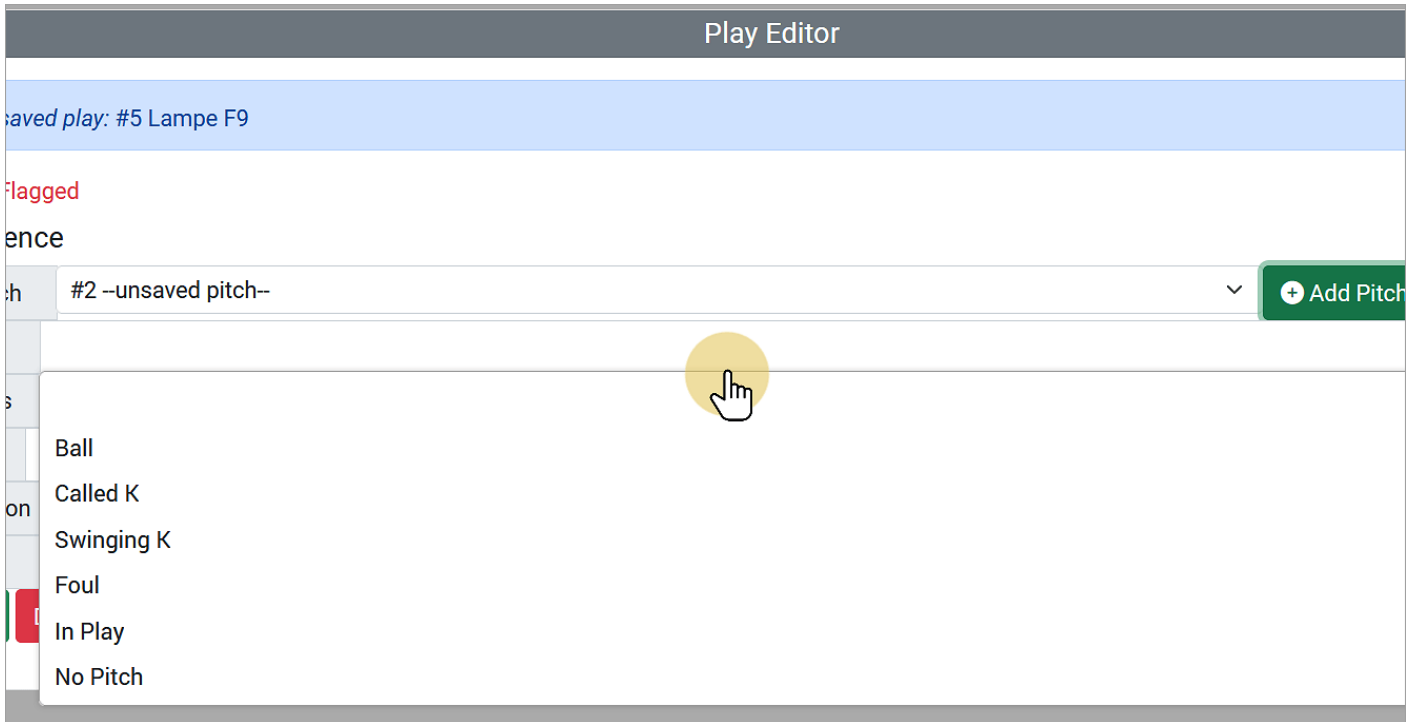 Play Editor
saved play: #5 Lampe F9
Flagged
ence
ch
#2 --unsaved pitch--
Add Pitch
s
Ball
Called K
Swinging K
on
Foul
In Play
No Pitch